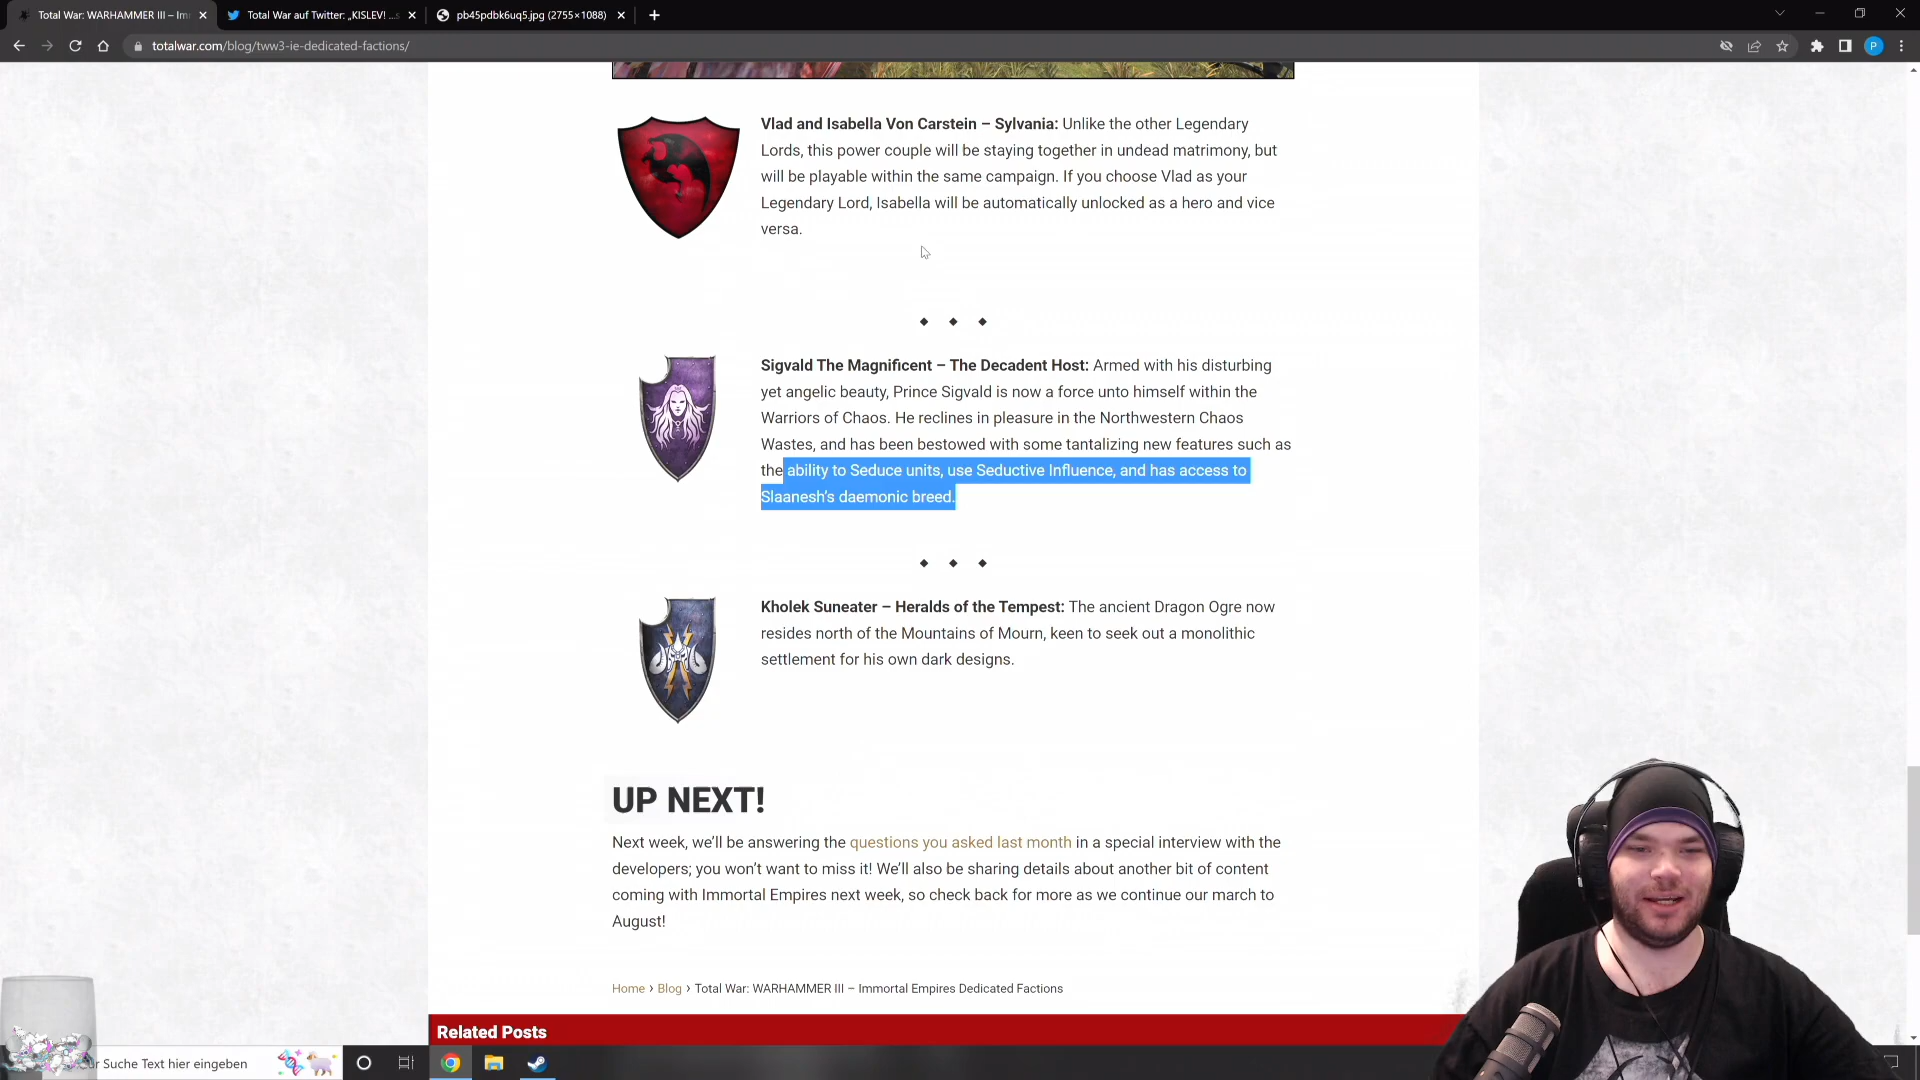 Total War: WARHAMMER III – Im
Total War auf Twitter: „KISLEV! ...s
pb45pdbk6uq5.jpg (2755×1088)
totalwar.com/blog/tww3-ie-dedicated-factions/
P
Vlad and Isabella Von Carstein – Sylvania: Unlike the other Legendary
Lords, this power couple will be staying together in undead matrimony, but
will be playable within the same campaign. If you choose Vlad as your
Legendary Lord, Isabella will be automatically unlocked as a hero and vice
versa.
Sigvald The Magnificent – The Decadent Host: Armed with his disturbing
yet angelic beauty, Prince Sigvald is now a force unto himself within the
Warriors of Chaos. He reclines in pleasure in the Northwestern Chaos
Wastes, and has been bestowed with some tantalizing new features such as
the ability to Seduce units, use Seductive Influence, and has access to
Slaanesh’s daemonic breed.
Kholek Suneater – Heralds of the Tempest: The ancient Dragon Ogre now
resides north of the Mountains of Mourn, keen to seek out a monolithic
settlement for his own dark designs.
UP NEXT!
Next week, we’ll be answering the questions you asked last month in a special interview with the
developers; you won’t want to miss it! We’ll also be sharing details about another bit of content
coming with Immortal Empires next week, so check back for more as we continue our march to
August!
Home › Blog › Total War: WARHAMMER III – Immortal Empires Dedicated Factions
Related Posts
Suche Text hier eingeben